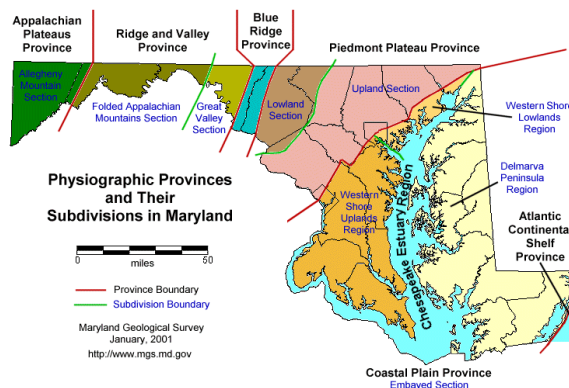 Appalachian
Plateaus
Province
Ridge and Valley
Province
Blue
Ridge
Province
Piedmont Plateau Province
Allegheny
Mountain
Section
Folded Appalachian
Mountains Section
Great
Valley
Section
Lowland
Section
Upland Section
Western Shore
Lowlands
Region
Delmarva
Peninsula
Region
Western
Shore
Uplands
Region
Chesapeake Estuary Region
Atlantic
Continental
Shelf
Province
Physiographic Provinces
and Their
Subdivisions in Maryland
0 50
miles
Province Boundary
Subdivision Boundary
Maryland Geological Survey
January, 2001
http://www.mgs.md.gov
Coastal Plain Province
Embayed Section